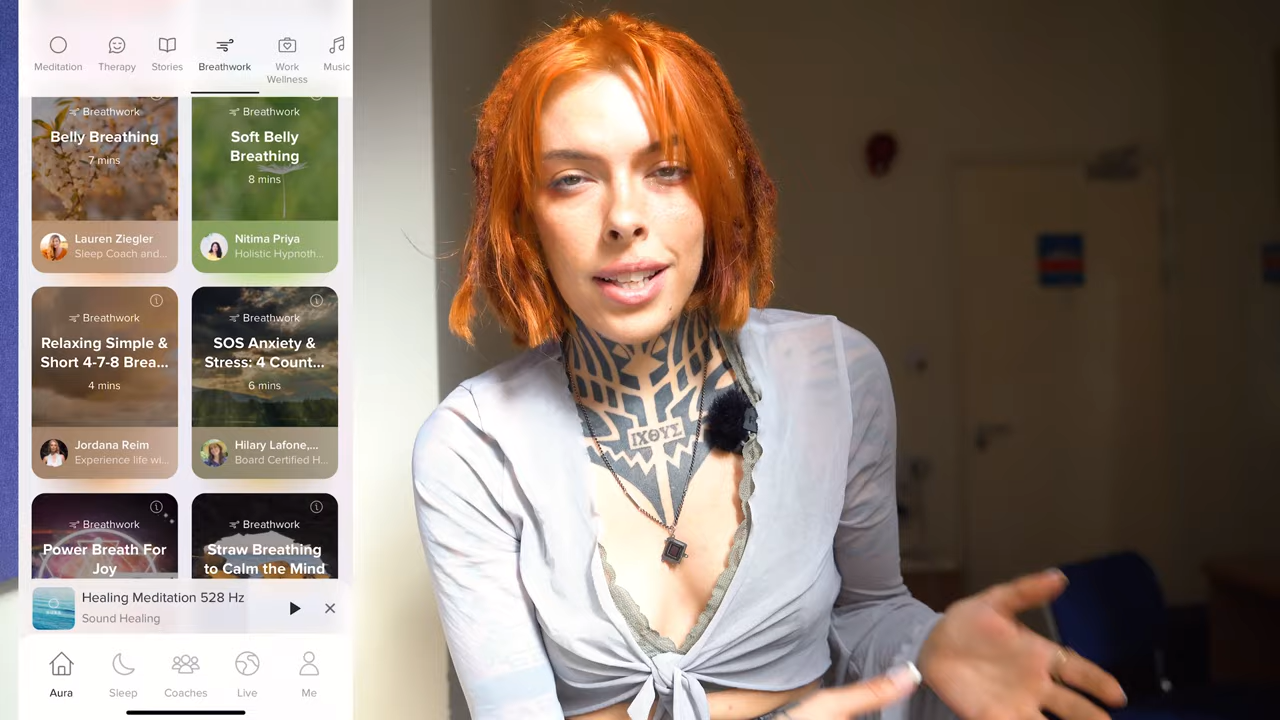 Meditation
Therapy
Stories
Breathwork
Work
Wellness
Music
Breathwork
Belly Breathing
7 mins
Lauren Ziegler
Sleep Coach and...
Breathwork
Soft Belly
Breathing
8 mins
Nitima Priya
Holistic Hypnoth...
Breathwork
Relaxing Simple &
Short 4-7-8 Brea...
4 mins
Jordana Reim
Experience life wi...
Breathwork
SOS Anxiety &
Stress: 4 Count...
6 mins
Hilary Lafone,...
Board Certified H...
Breathwork
Power Breath For
Joy
Breathwork
Straw Breathing
to Calm the Mind
Healing Meditation 528 Hz
Sound Healing
Aura
Sleep
Coaches
Live
Me
ΙΧΘΥΣ